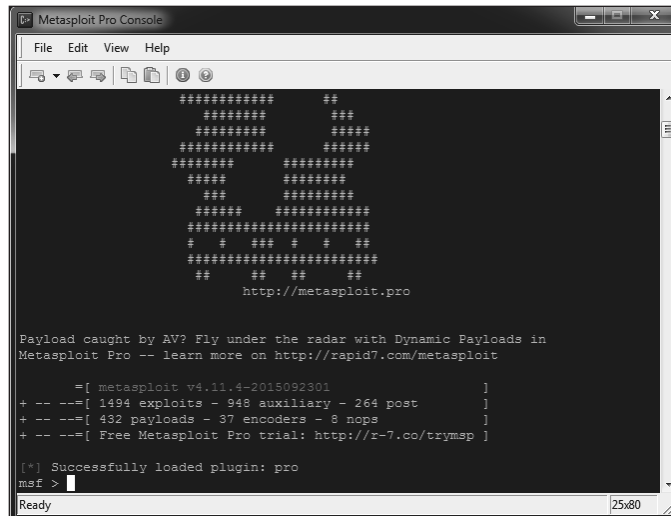 Metasploit Pro Console
File Edit View Help
############      ##
########         ###
#########        #####
############      ######
########      #########
#####       ########
###       #########
######    ############
#######################
#   #   ### #   #   ##
########################
##     ##   ##     ##
http://metasploit.pro
Payload caught by AV? Fly under the radar with Dynamic Payloads in
Metasploit Pro -- learn more on http://rapid7.com/metasploit
=[ metasploit v4.11.4-2015092301 ]
+ -- --=[ 1494 exploits - 948 auxiliary - 264 post ]
+ -- --=[ 432 payloads - 37 encoders - 8 nops ]
+ -- --=[ Free Metasploit Pro trial: http://r-7.co/trymsp ]
[*] Successfully loaded plugin: pro
msf >
Ready 25x80